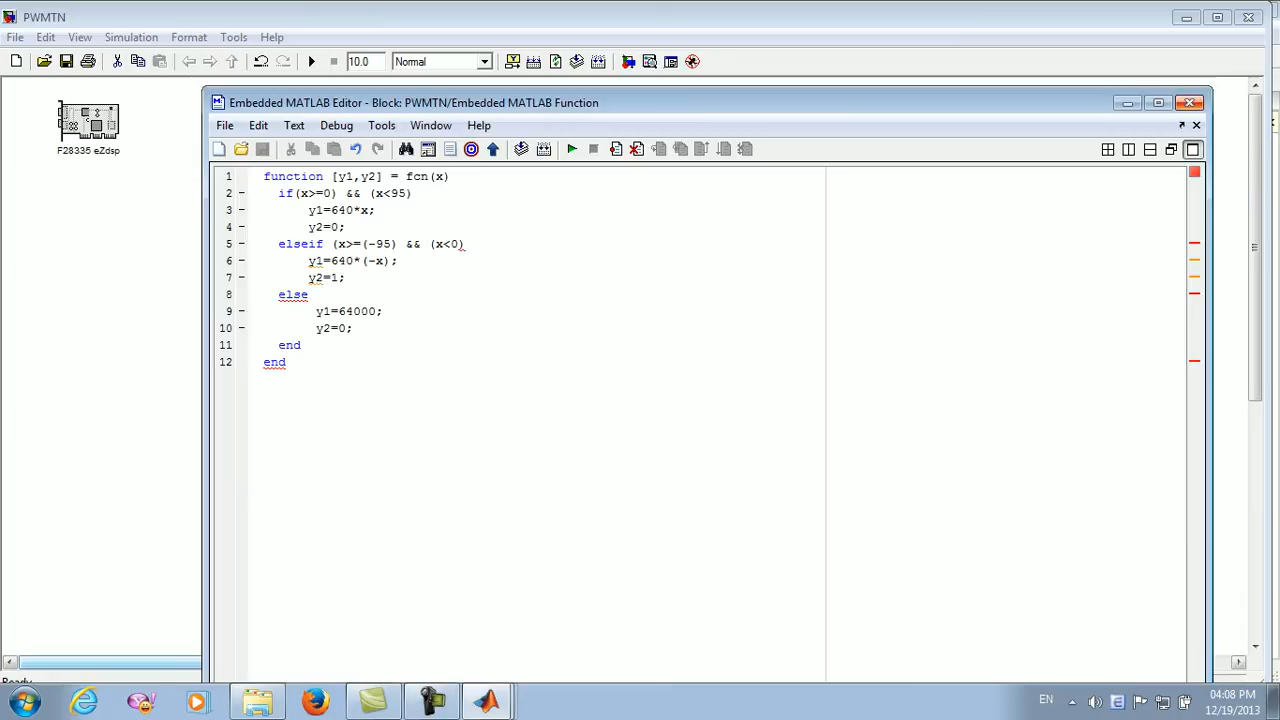 PWMTN
File Edit View Simulation Format Tools Help
10.0 Normal
F28335 eZdsp
Embedded MATLAB Editor - Block: PWMTN/Embedded MATLAB Function
File Edit Text Debug Tools Window Help
1 function [y1,y2] = fcn(x)
2 - if(x>=0) && (x<95)
3 - y1=640*x;
4 - y2=0;
5 - elseif (x>=(-95) && (x<0)
6 - y1=640*(-x);
7 - y2=1;
8 - else
9 - y1=64000;
10 - y2=0;
11 - end
12 - end
Ready
EN
04:08 PM
12/19/2013